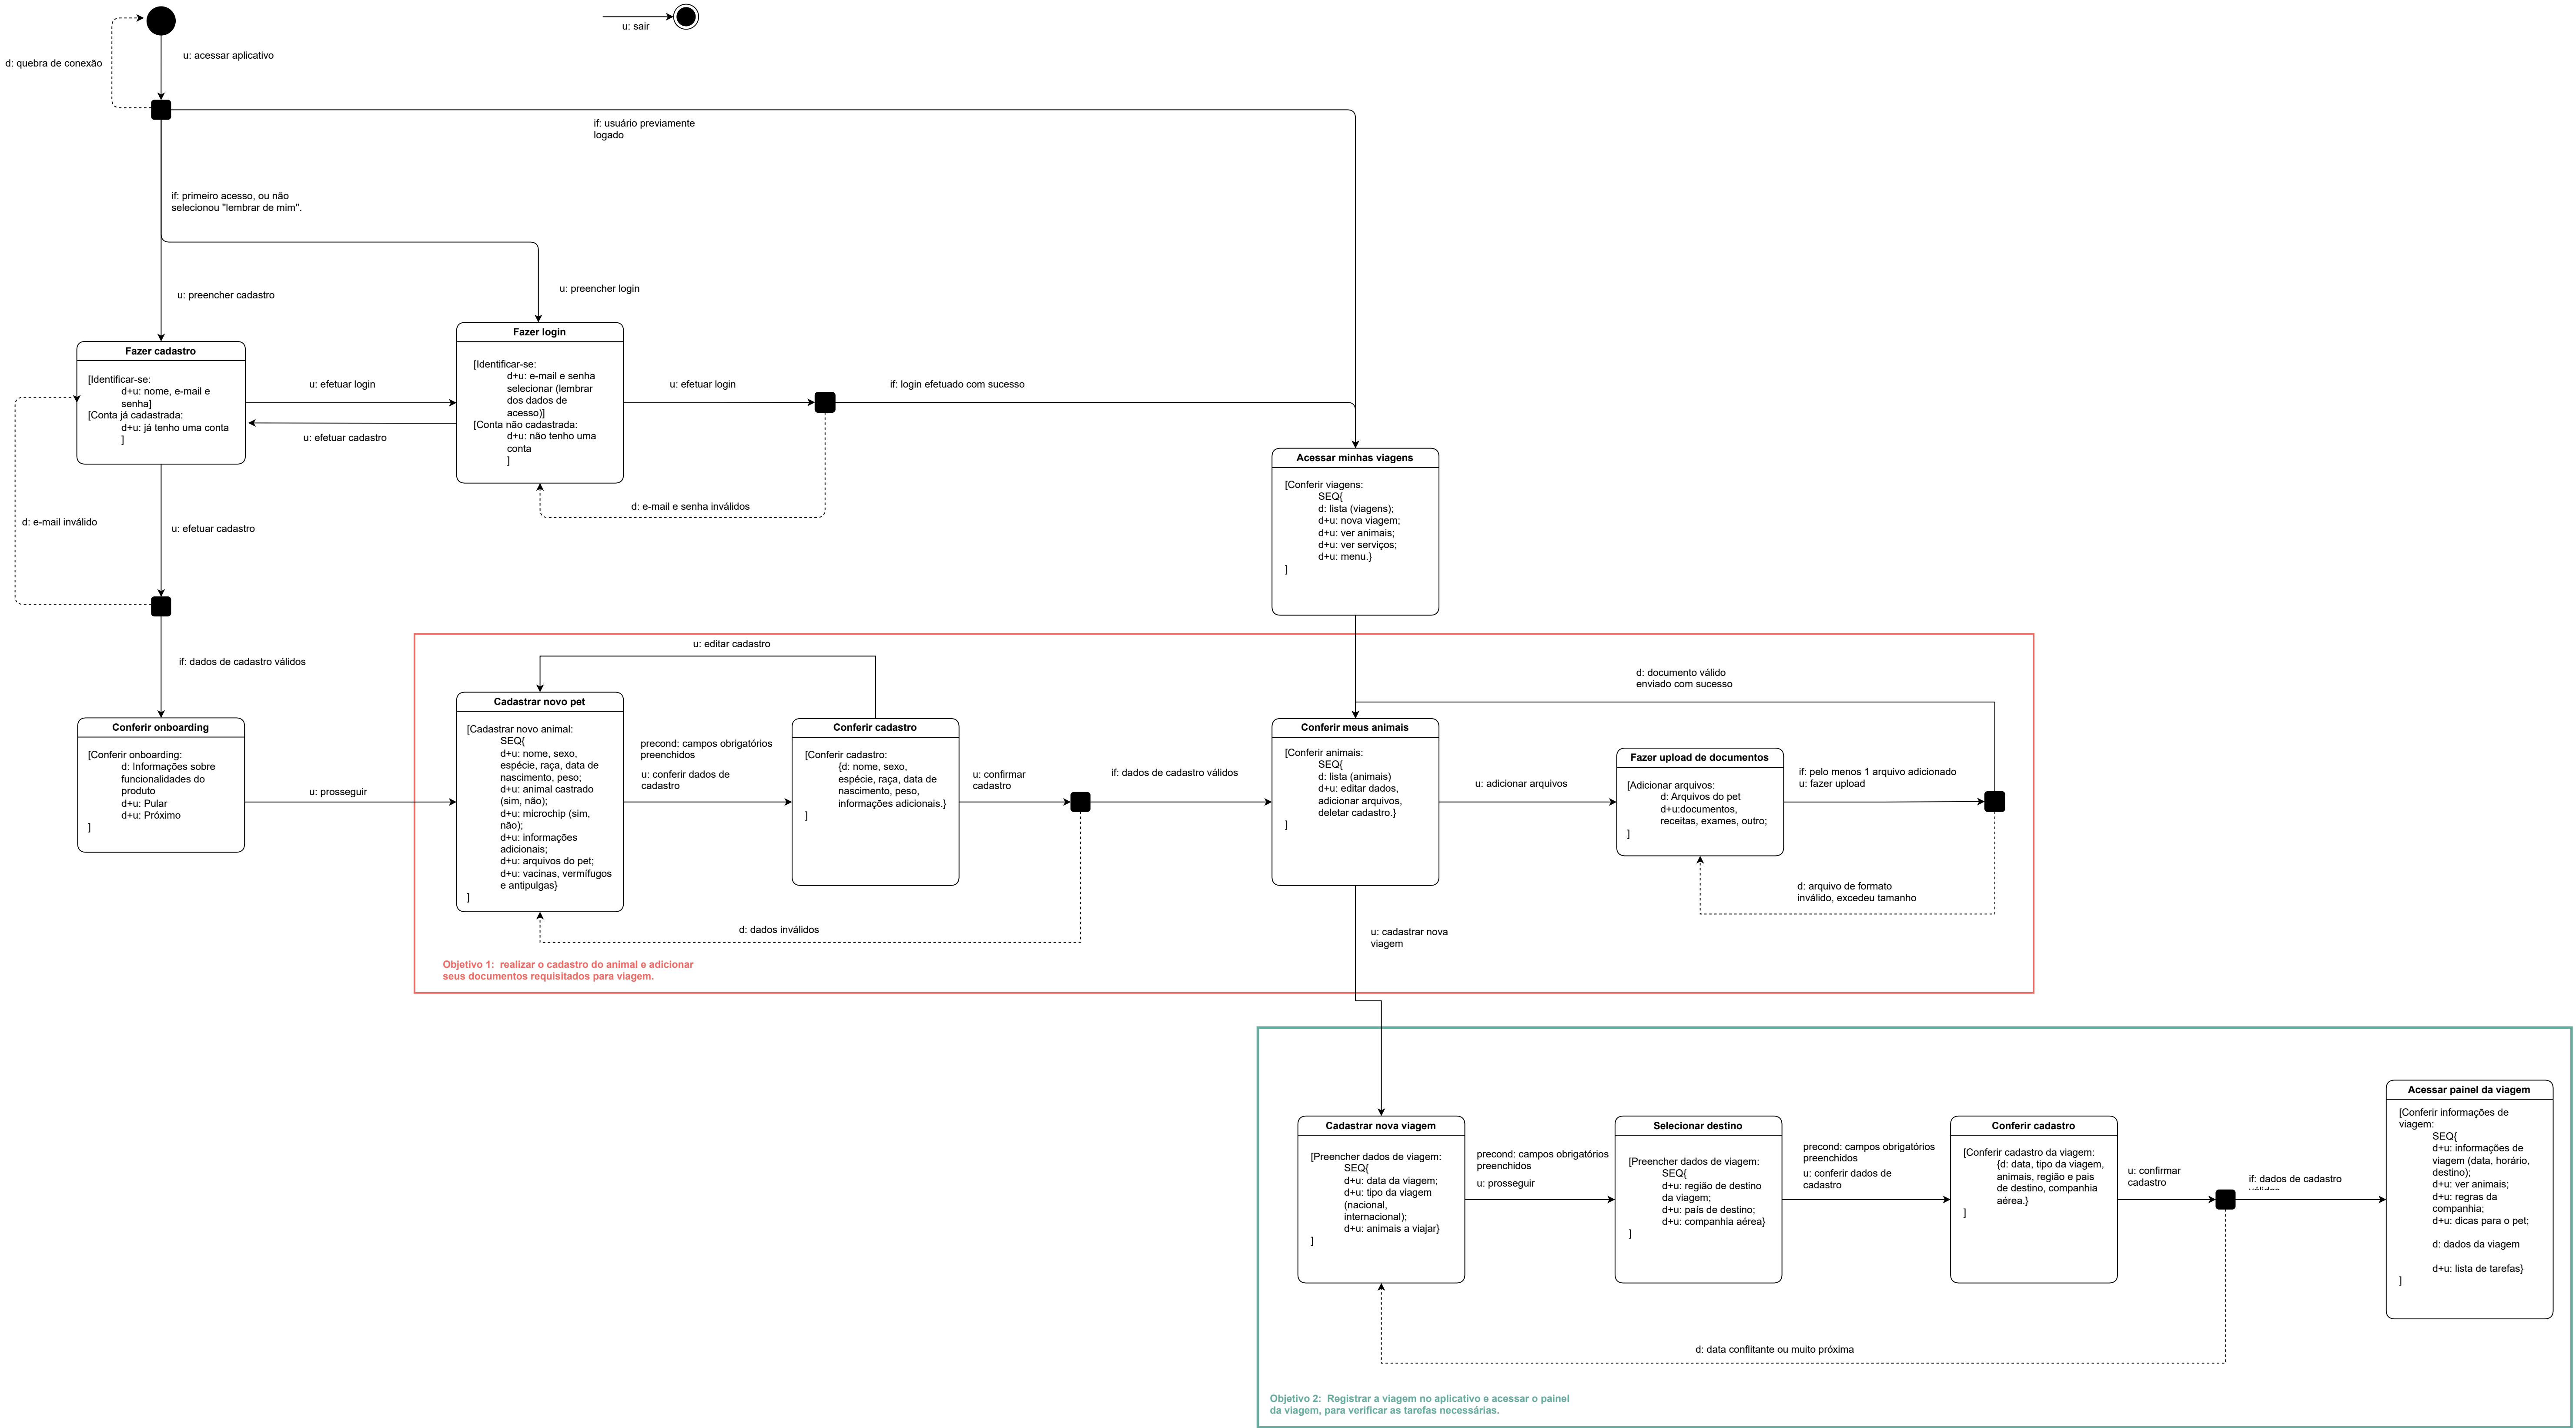 u: sair
u: acessar aplicativo
d: quebra de conexão
if: usuário previamente
logado
if: primeiro acesso, ou não
selecionou "lembrar de mim".
u: preencher cadastro
u: preencher login
Fazer cadastro
[Identificar-se:
d+u: nome, e-mail e
senha]
[Conta já cadastrada:
d+u: já tenho uma conta
]
u: efetuar login
u: efetuar cadastro
Fazer login
[Identificar-se:
d+u: e-mail e senha
selecionar (lembrar
dos dados de
acesso)]
[Conta não cadastrada:
d+u: não tenho uma
conta
]
u: efetuar login
if: login efetuado com sucesso
d: e-mail e senha inválidos
Acessar minhas viagens
[Conferir viagens:
SEQ{
d: lista (viagens);
d+u: nova viagem;
d+u: ver animais;
d+u: ver serviços;
d+u: menu.}
]
d: e-mail inválido
u: efetuar cadastro
if: dados de cadastro válidos
Conferir onboarding
[Conferir onboarding:
d: Informações sobre
funcionalidades do
produto
d+u: Pular
d+u: Próximo
]
u: prosseguir
u: editar cadastro
Cadastrar novo pet
[Cadastrar novo animal:
SEQ{
d+u: nome, sexo,
espécie, raça, data de
nascimento, peso;
d+u: animal castrado
(sim, não);
d+u: microchip (sim,
não);
d+u: informações
adicionais;
d+u: arquivos do pet;
d+u: vacinas, vermífugos
e antipulgas}
]
precond: campos obrigatórios
preenchidos
u: conferir dados de
cadastro
Conferir cadastro
[Conferir cadastro:
{d: nome, sexo,
espécie, raça, data de
nascimento, peso,
informações adicionais.}
]
u: confirmar
cadastro
if: dados de cadastro válidos
d: dados inválidos
Conferir meus animais
[Conferir animais:
SEQ{
d: lista (animais)
d+u: editar dados,
adicionar arquivos,
deletar cadastro.}
]
u: adicionar arquivos
d: documento válido
enviado com sucesso
Fazer upload de documentos
[Adicionar arquivos:
d: Arquivos do pet
d+u:documentos,
receitas, exames, outro;
]
if: pelo menos 1 arquivo adicionado
u: fazer upload
d: arquivo de formato
inválido, excedeu tamanho
u: cadastrar nova
viagem
Objetivo 1: realizar o cadastro do animal e adicionar
seus documentos requisitados para viagem.
Cadastrar nova viagem
[Preencher dados de viagem:
SEQ{
d+u: data da viagem;
d+u: tipo da viagem
(nacional,
internacional);
d+u: animais a viajar}
]
precond: campos obrigatórios
preenchidos
u: prosseguir
Selecionar destino
[Preencher dados de viagem:
SEQ{
d+u: região de destino
da viagem;
d+u: país de destino;
d+u: companhia aérea}
]
precond: campos obrigatórios
preenchidos
u: conferir dados de
cadastro
Conferir cadastro
[Conferir cadastro da viagem:
{d: data, tipo da viagem,
animais, região e pais
de destino, companhia
aérea.}
]
u: confirmar
cadastro
if: dados de cadastro
Acessar painel da viagem
[Conferir informações de
viagem:
SEQ{
d+u: informações de
viagem (data, horário,
destino);
d+u: ver animais;
d+u: regras da
companhia;
d+u: dicas para o pet;
d: dados da viagem
d+u: lista de tarefas}
]
d: data conflitante ou muito próxima
Objetivo 2: Registrar a viagem no aplicativo e acessar o painel
da viagem, para verificar as tarefas necessárias.